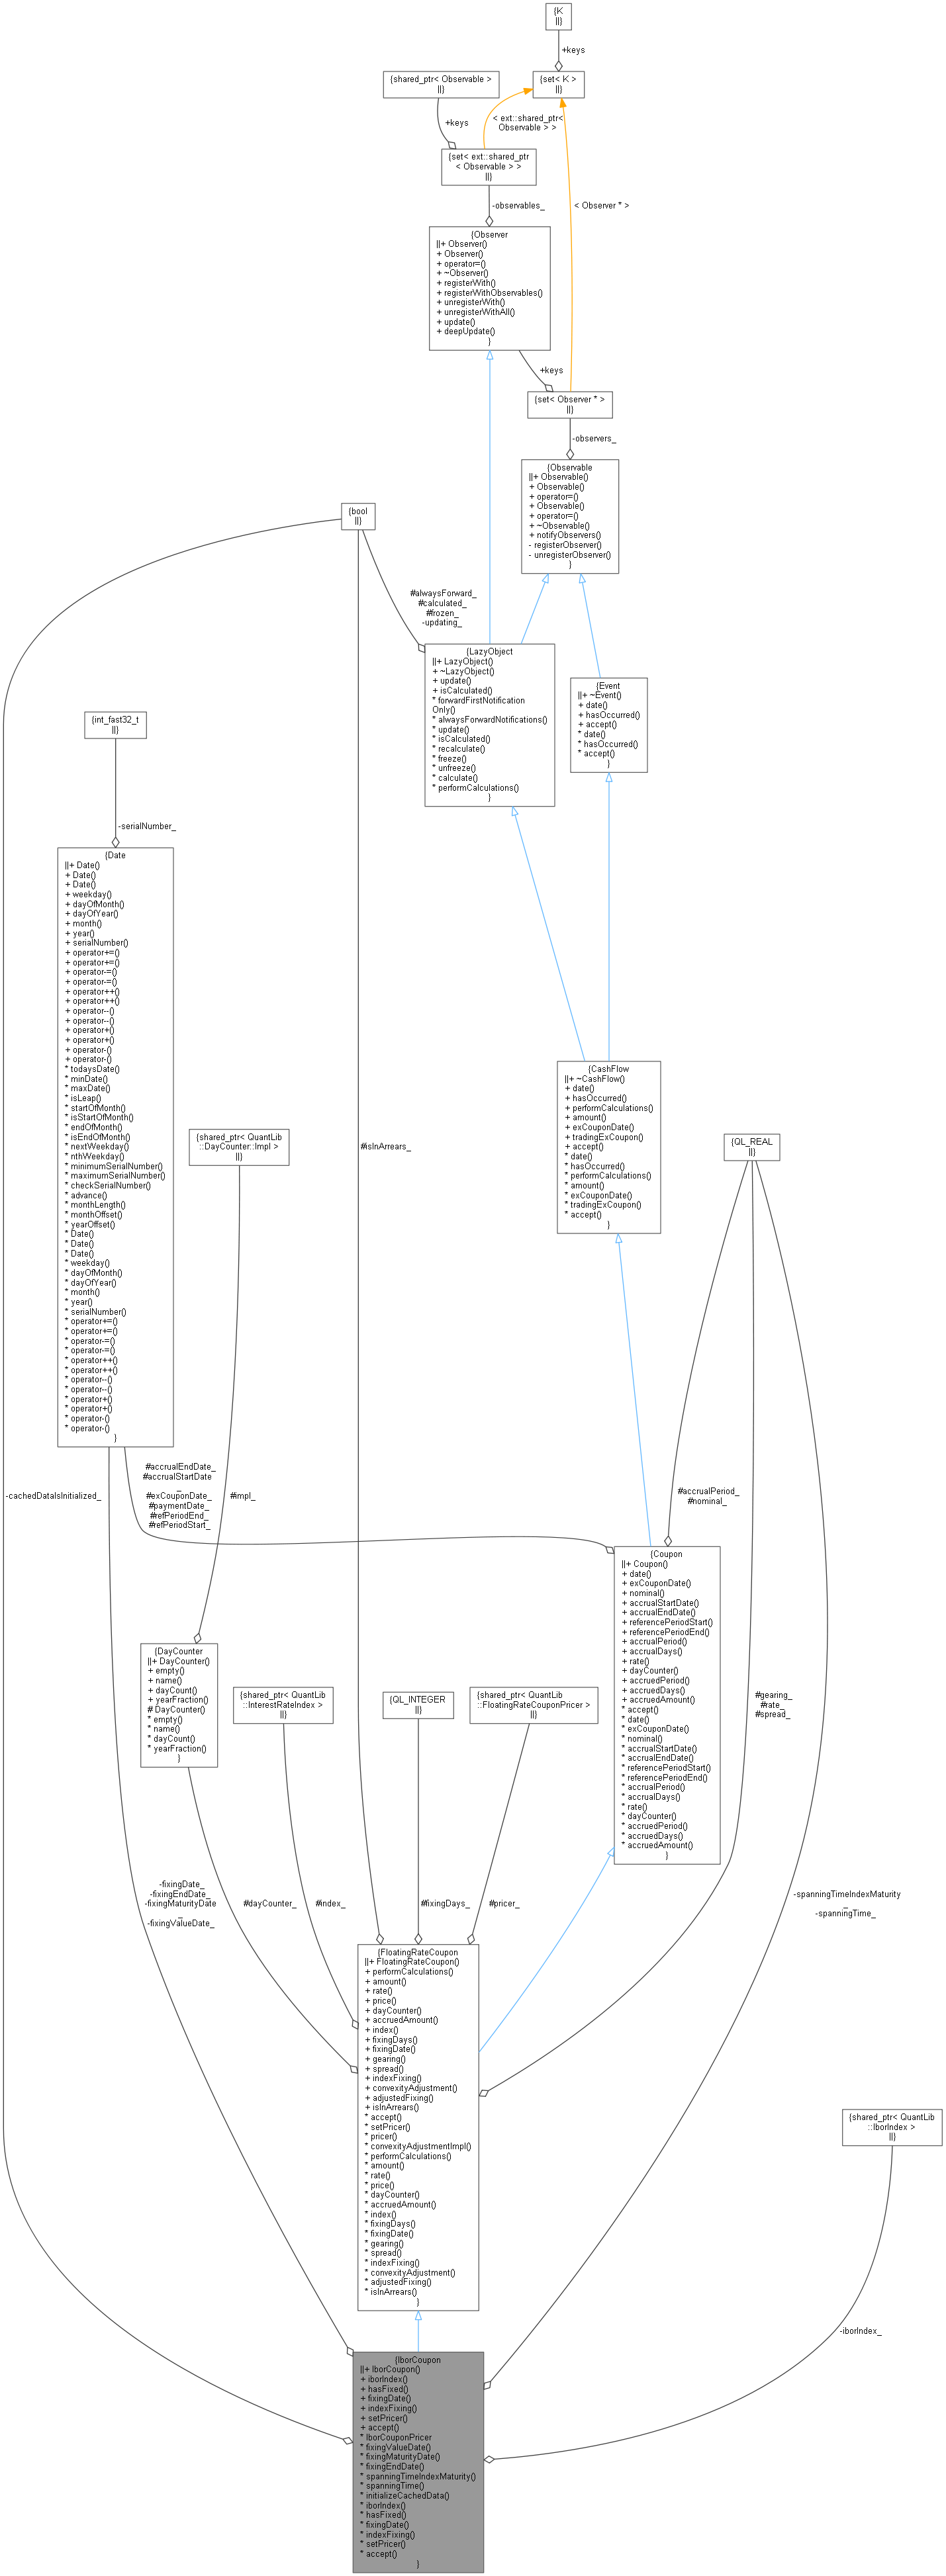 {K
||}
+keys
{shared_ptr< Observable >
||}
{set< K >
||}
+keys
< ext::shared_ptr<
Observable > >
{set< ext::shared_ptr
< Observable > >
||}
-observables_
< Observer * >
{Observer
||+ Observer()
+ Observer()
+ operator=()
+ ~Observer()
+ registerWith()
+ registerWithObservables()
+ unregisterWith()
+ unregisterWithAll()
+ update()
+ deepUpdate()
}
+keys
{set< Observer * >
||}
-observers_
{Observable
||+ Observable()
+ Observable()
+ operator=()
+ Observable()
+ operator=()
+ ~Observable()
+ notifyObservers()
- registerObserver()
- unregisterObserver()
}
{bool
||}
#alwaysForward_
#calculated_
#frozen_
-updating_
{LazyObject
||+ LazyObject()
+ ~LazyObject()
+ update()
+ isCalculated()
* forwardFirstNotification
Only()
* alwaysForwardNotifications()
* update()
* isCalculated()
* recalculate()
* freeze()
* unfreeze()
* calculate()
* performCalculations()
}
{Event
||+ ~Event()
+ date()
+ hasOccurred()
+ accept()
* date()
* hasOccurred()
* accept()
}
{int_fast32_t
||}
-serialNumber_
{Date
||+ Date()
+ Date()
+ Date()
+ weekday()
+ dayOfMonth()
+ dayOfYear()
+ month()
+ year()
+ serialNumber()
+ operator+=()
+ operator+=()
+ operator-=()
+ operator-=()
+ operator++()
+ operator++()
+ operator--()
+ operator--()
+ operator+()
+ operator+()
+ operator-()
+ operator-()
* todaysDate()
* minDate()
* maxDate()
* isLeap()
* startOfMonth()
* isStartOfMonth()
* endOfMonth()
* isEndOfMonth()
* nextWeekday()
* nthWeekday()
* minimumSerialNumber()
* maximumSerialNumber()
* checkSerialNumber()
* advance()
* monthLength()
* monthOffset()
* yearOffset()
* Date()
* Date()
* Date()
* weekday()
* dayOfMonth()
* dayOfYear()
* month()
* year()
* serialNumber()
* operator+=()
* operator+=()
* operator-=()
* operator-=()
* operator++()
* operator++()
* operator--()
* operator--()
* operator+()
* operator+()
* operator-()
* operator-()
}
{CashFlow
||+ ~CashFlow()
+ date()
+ hasOccurred()
+ performCalculations()
+ amount()
+ exCouponDate()
+ tradingExCoupon()
+ accept()
* date()
* hasOccurred()
* performCalculations()
* amount()
* exCouponDate()
* tradingExCoupon()
* accept()
}
{shared_ptr< QuantLib
::DayCounter::Impl >
||}
#isInArrears_
{QL_REAL
||}
#accrualEndDate_
#accrualStartDate
_
#exCouponDate_
#paymentDate_
#refPeriodEnd_
#refPeriodStart_
-cachedDataIsInitialized_
#impl_
#accrualPeriod_
#nominal_
{Coupon
||+ Coupon()
+ date()
+ exCouponDate()
+ nominal()
+ accrualStartDate()
+ accrualEndDate()
+ referencePeriodStart()
+ referencePeriodEnd()
+ accrualPeriod()
+ accrualDays()
+ rate()
+ dayCounter()
+ accruedPeriod()
+ accruedDays()
+ accruedAmount()
* accept()
* date()
* exCouponDate()
* nominal()
* accrualStartDate()
* accrualEndDate()
* referencePeriodStart()
* referencePeriodEnd()
* accrualPeriod()
* accrualDays()
* rate()
* dayCounter()
* accruedPeriod()
* accruedDays()
* accruedAmount()
}
{DayCounter
||+ DayCounter()
+ empty()
+ name()
+ dayCount()
+ yearFraction()
# DayCounter()
* empty()
* name()
* dayCount()
* yearFraction()
}
{shared_ptr< QuantLib
::InterestRateIndex >
||}
{QL_INTEGER
||}
{shared_ptr< QuantLib
::FloatingRateCouponPricer >
||}
#gearing_
#rate_
#spread_
-fixingDate_
-fixingEndDate_
-fixingMaturityDate
_
-fixingValueDate_
#dayCounter_
#index_
#fixingDays_
#pricer_
-spanningTimeIndexMaturity
_
-spanningTime_
{FloatingRateCoupon
||+ FloatingRateCoupon()
+ performCalculations()
+ amount()
+ rate()
+ price()
+ dayCounter()
+ accruedAmount()
+ index()
+ fixingDays()
+ fixingDate()
+ gearing()
+ spread()
+ indexFixing()
+ convexityAdjustment()
+ adjustedFixing()
+ isInArrears()
* accept()
* setPricer()
* pricer()
* convexityAdjustmentImpl()
* performCalculations()
* amount()
* rate()
* price()
* dayCounter()
* accruedAmount()
* index()
* fixingDays()
* fixingDate()
* gearing()
* spread()
* indexFixing()
* convexityAdjustment()
* adjustedFixing()
* isInArrears()
}
{shared_ptr< QuantLib
::IborIndex >
||}
-iborIndex_
{IborCoupon
||+ IborCoupon()
+ iborIndex()
+ hasFixed()
+ fixingDate()
+ indexFixing()
+ setPricer()
+ accept()
* IborCouponPricer
* fixingValueDate()
* fixingMaturityDate()
* fixingEndDate()
* spanningTimeIndexMaturity()
* spanningTime()
* initializeCachedData()
* iborIndex()
* hasFixed()
* fixingDate()
* indexFixing()
* setPricer()
* accept()
}